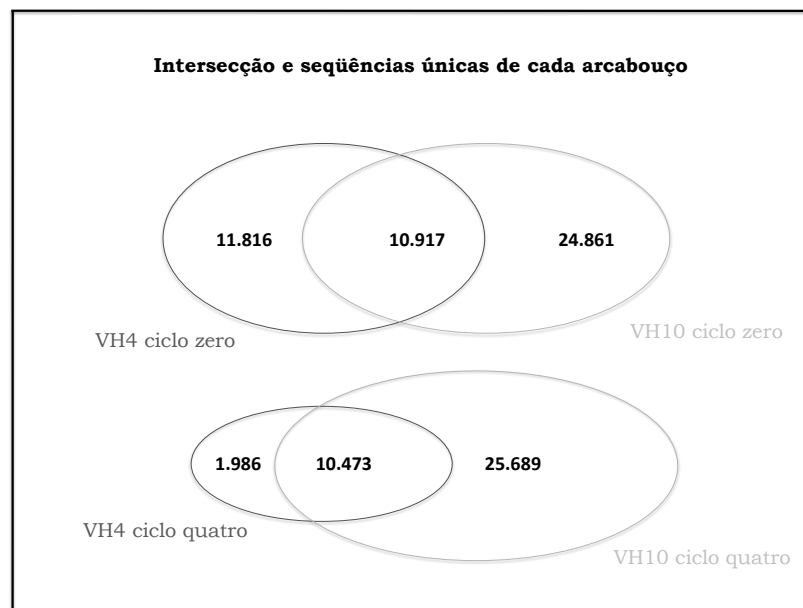 Intersecção e seqüências únicas de cada arcabouço
11.816
10.917
24.861
VH4 ciclo zero
VH10 ciclo zero
1.986
10.473
25.689
VH4 ciclo quatro
VH10 ciclo quatro